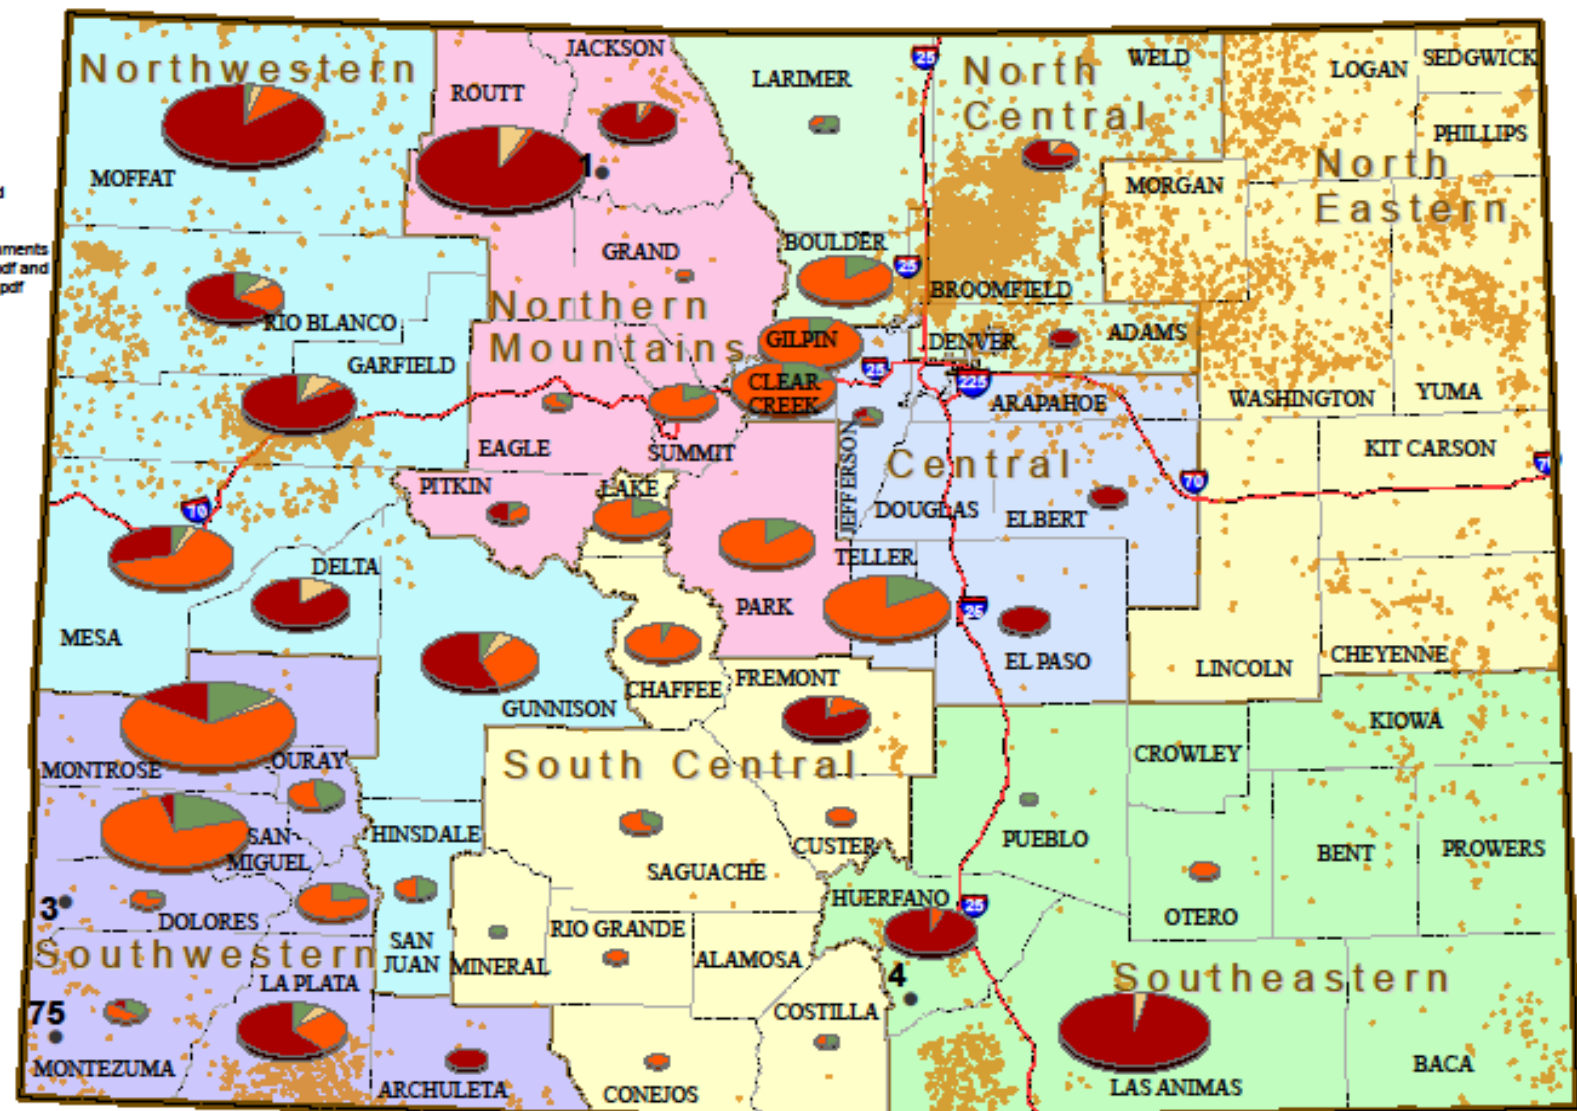 Northwestern
JACKSON
ROUTT
LARIMER
25
North
Central
WELD
LOGAN
SEDGWICK
PHILLIPS
MOFFAT
1
MORGAN
North
Eastern
df and
pdf
GRAND
BOULDER
25
BROOMFIELD
RIO BLANCO
Northern
Mountains
GILPIN
DENVER
ADAMS
GARFIELD
25
225
CLEAR
CREEK
ARAPAHOE
WASHINGTON
YUMA
EAGLE
SUMMIT
JEFFERSON
Central
KIT CARSON
70
PITKIN
LAKE
DOUGLAS
ELBERT
70
70
DELTA
TELLER
MESA
PARK
25
EL PASO
LINCOLN
CHEYENNE
GUNNISON
CHAFFEE
FREMONT
KIOWA
MONTROSE
OURAY
South Central
CROWLEY
SAN
MIGUEL
HINSDALE
SAGUACHE
CUSTER
PUEBLO
BENT
PROWERS
3
DOLORES
HUERFANO
25
OTERO
Southwestern
SAN
JUAN
MINERAL
RIO GRANDE
ALAMOSA
4
Southeastern
LA PLATA
75
COSTILLA
MONTEZUMA
ARCHULETA
CONEJOS
LAS ANIMAS
BACA